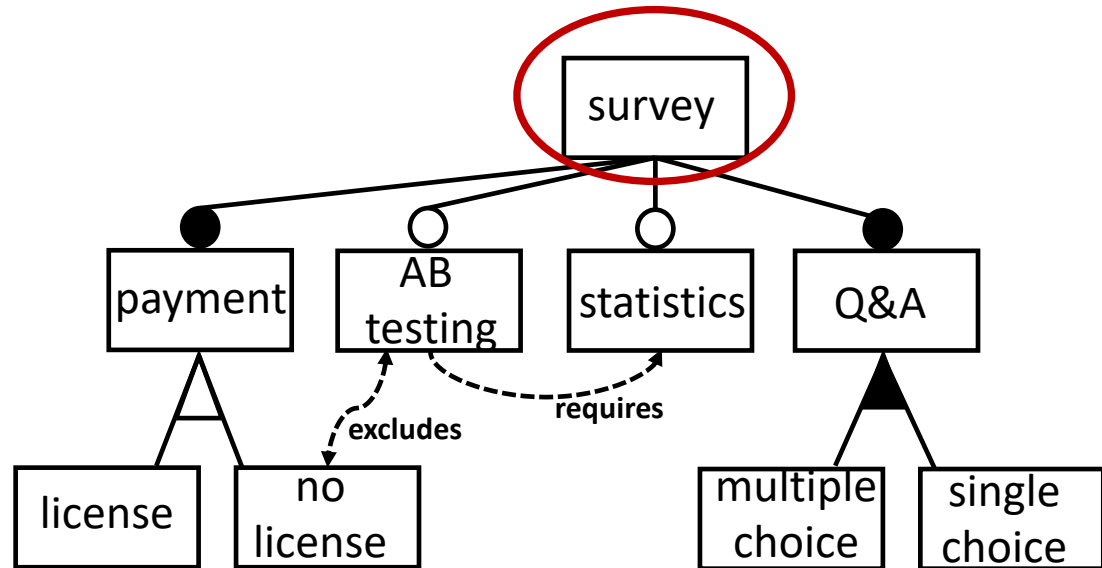 survey
payment
AB
testing
statistics
Q&A
excludes
requires
license
no
license
multiple
choice
single
choice